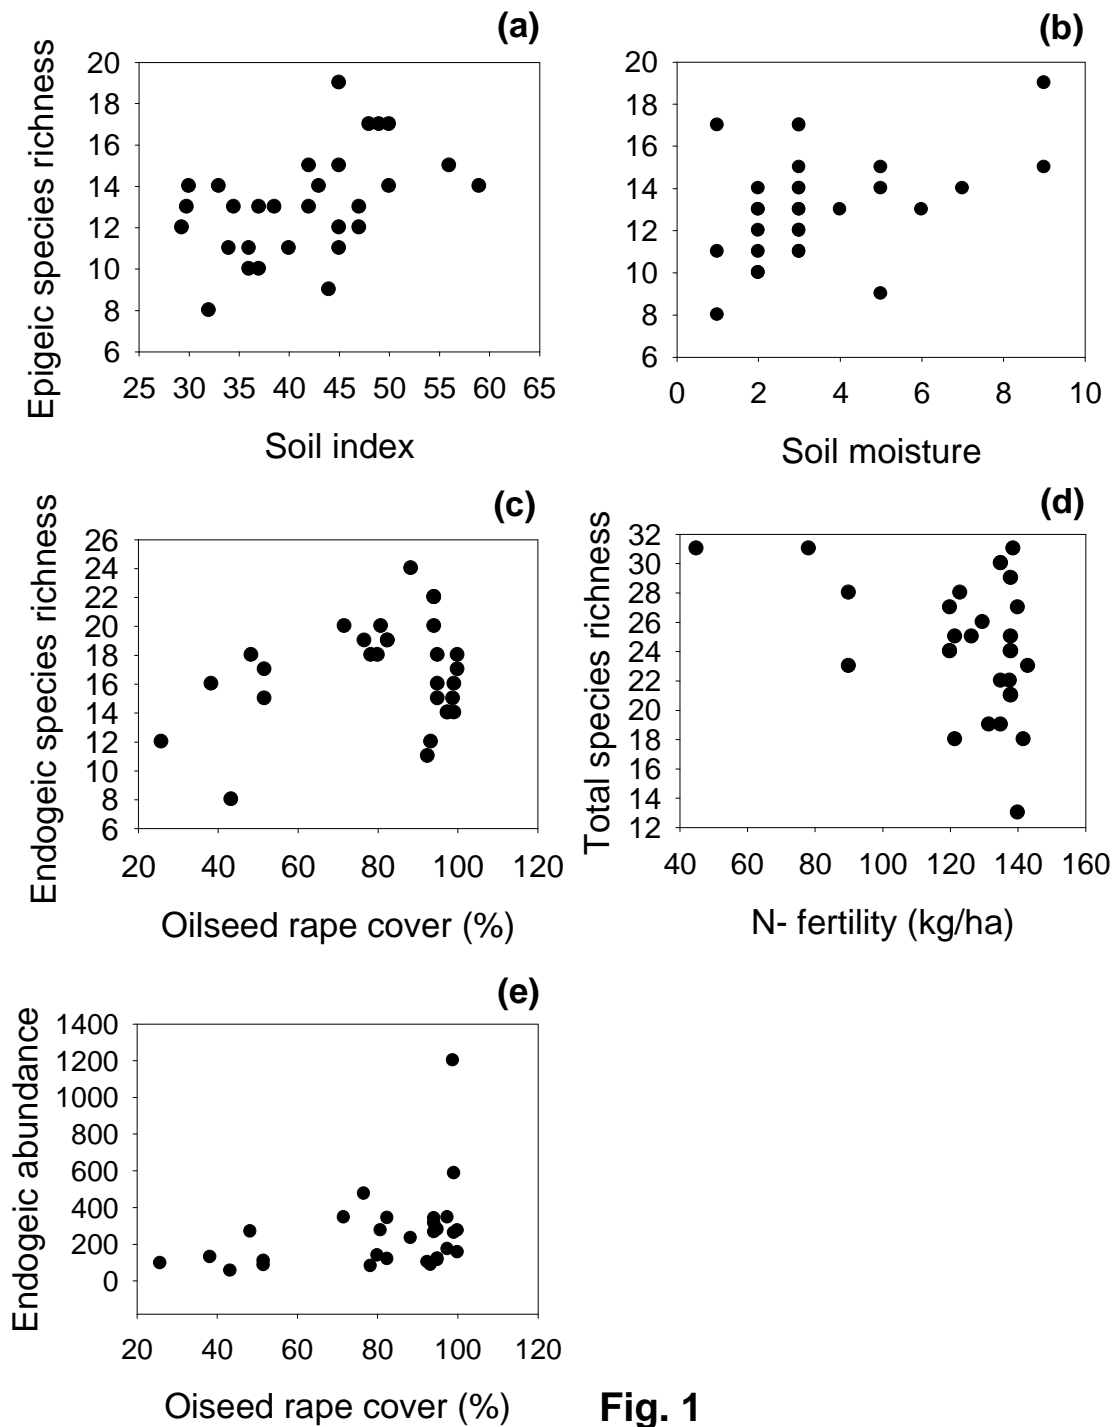 (a)
Epigeic species richness
20
18
16
14
12
10
8
6
25 30 35 40 45 50 55 60 65
Soil index
(b)
20
18
16
14
12
10
8
6
0 2 4 6 8 10
Soil moisture
(c)
Endogeic species richness
26
24
22
20
18
16
14
12
10
8
6
20 40 60 80 100 120
Oilseed rape cover (%)
(d)
Total species richness
32
30
28
26
24
22
20
18
16
14
12
40 60 80 100 120 140 160
N- fertility (kg/ha)
(e)
Endogeic abundance
1400
1200
1000
800
600
400
200
0
20 40 60 80 100 120
Oiseed rape cover (%)
Fig. 1